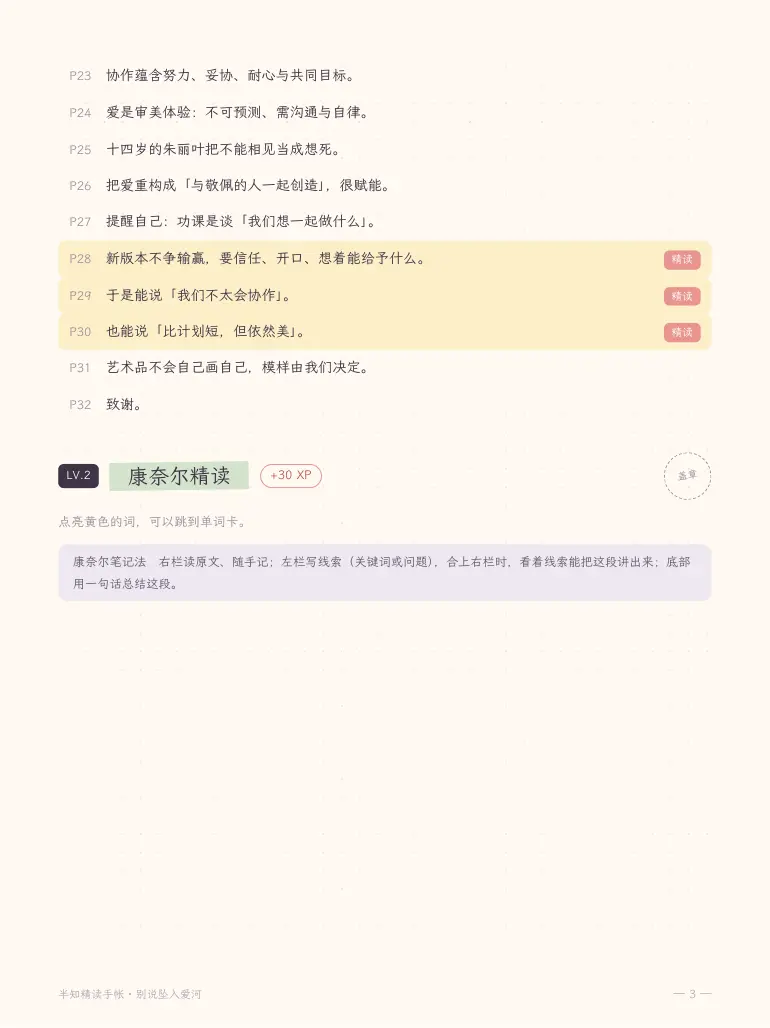 P23 协作蕴含努力、妥协、耐心与共同目标。
P24 爱是审美体验：不可预测、需沟通与自律。
P25 十四岁的朱丽叶把不能相见当成想死。
P26 把爱重构成「与敬佩的人一起创造」，很赋能。
P27 提醒自己：功课是谈「我们想一起做什么」。
P28 新版本不争输赢，要信任、开口、想着能给予什么。 精读
P29 于是能说「我们不太会协作」。 精读
P30 也能说「比计划短，但依然美」。 精读
P31 艺术品不会自己画自己，模样由我们决定。
P32 致谢。
LV.2 康奈尔精读 +30 XP 盖章
点亮黄色的词，可以跳到单词卡。
康奈尔笔记法 右栏读原文、随手记；左栏写线索（关键词或问题），合上右栏时，看着线索能把这段讲出来；底部
用一句话总结这段。
半知精读手帐·别说坠入爱河 — 3 —